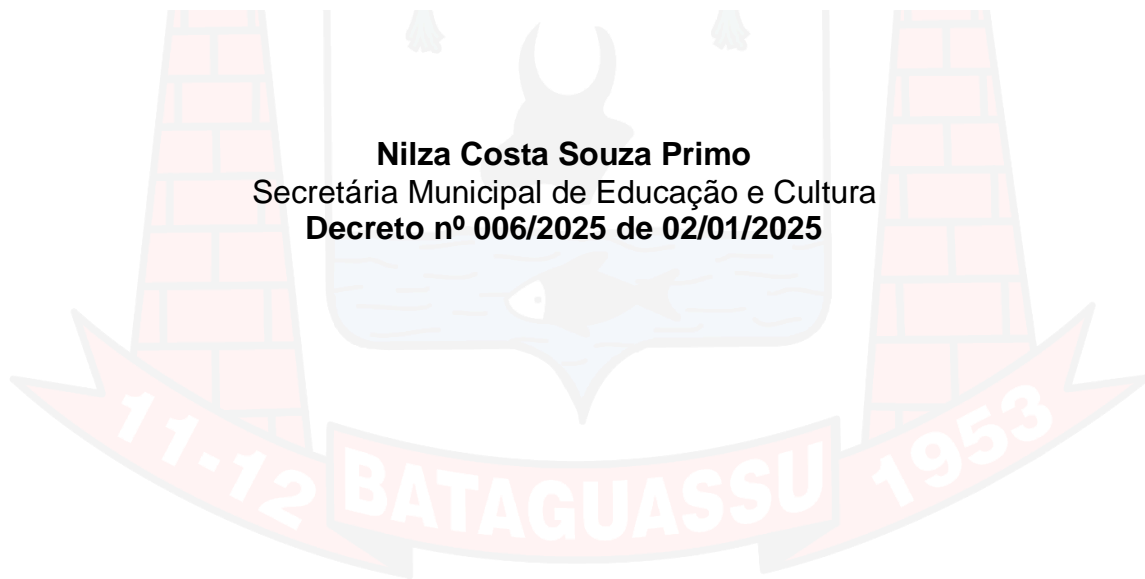 Nilza Costa Souza Primo
Secretária Municipal de Educação e Cultura
Decreto nº 006/2025 de 02/01/2025
11-12 BATAGUASSU 1953